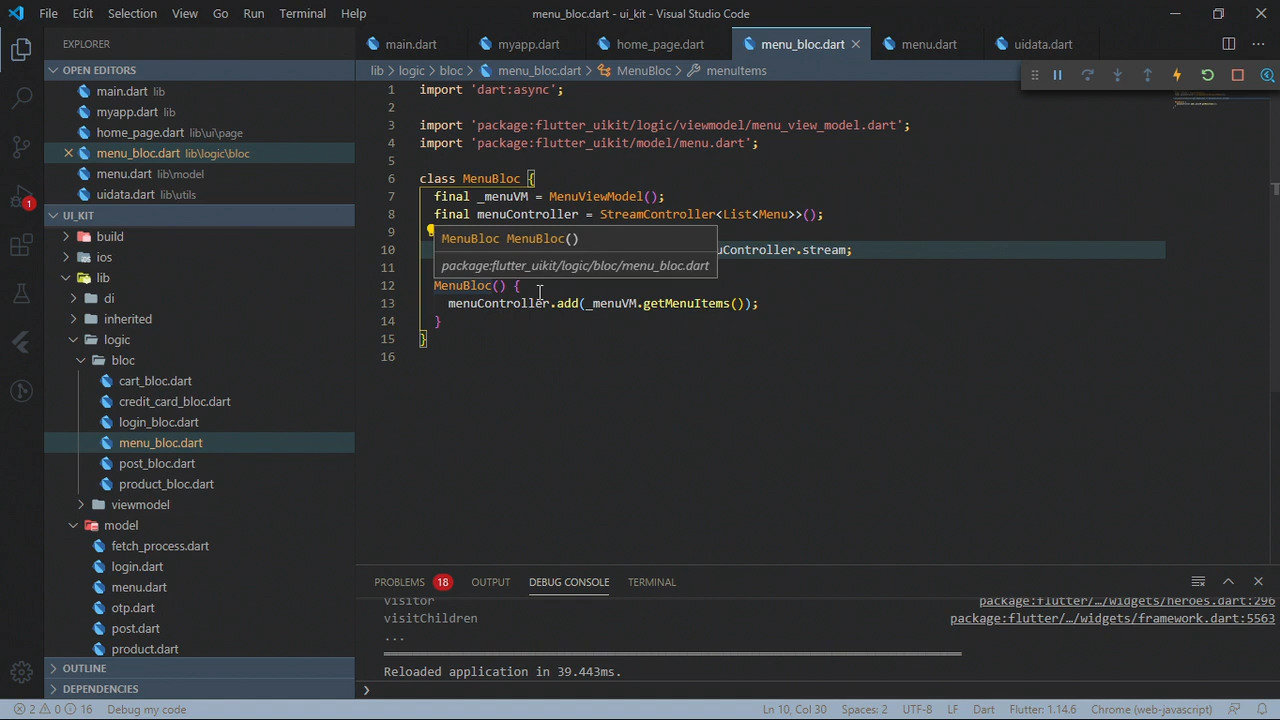 File Edit Selection View Go Run Terminal Help
menu_bloc.dart - ui_kit - Visual Studio Code
EXPLORER
OPEN EDITORS
main.dart lib
myapp.dart lib
home_page.dart lib\ui\page
menu_bloc.dart lib\logic\bloc
menu.dart lib\model
uidata.dart lib\utils
1
UI_KIT
build
ios
lib
di
inherited
logic
bloc
cart_bloc.dart
credit_card_bloc.dart
login_bloc.dart
menu_bloc.dart
post_bloc.dart
product_bloc.dart
viewmodel
model
fetch_process.dart
login.dart
menu.dart
otp.dart
post.dart
product.dart
OUTLINE
DEPENDENCIES
main.dart myapp.dart home_page.dart menu_bloc.dart menu.dart uidata.dart
lib > logic > bloc > menu_bloc.dart > MenuBloc > menuItems
1 import 'dart:async';
2
3 import 'package:flutter_uikit/logic/viewmodel/menu_view_model.dart';
4 import 'package:flutter_uikit/model/menu.dart';
5
6 class MenuBloc {
7 final _menuVM = MenuViewModel();
8 final menuController = StreamController<List<Menu>>();
9
MenuBloc MenuBloc()
10 uController.stream;
package:flutter_uikit/logic/bloc/menu_bloc.dart
11
12 MenuBloc() {
13 menuController.add(_menuVM.getMenuItems());
14 }
15 }
16
PROBLEMS 18 OUTPUT DEBUG CONSOLE TERMINAL
visitor package:flutter/…/widgets/heroes.dart:296
visitChildren package:flutter/…/widgets/framework.dart:5563
...
Reloaded application in 39.443ms.
2 0 16 Debug my code
Ln 10, Col 30 Spaces: 2 UTF-8 LF Dart Flutter: 1.14.6 Chrome (web-javascript)